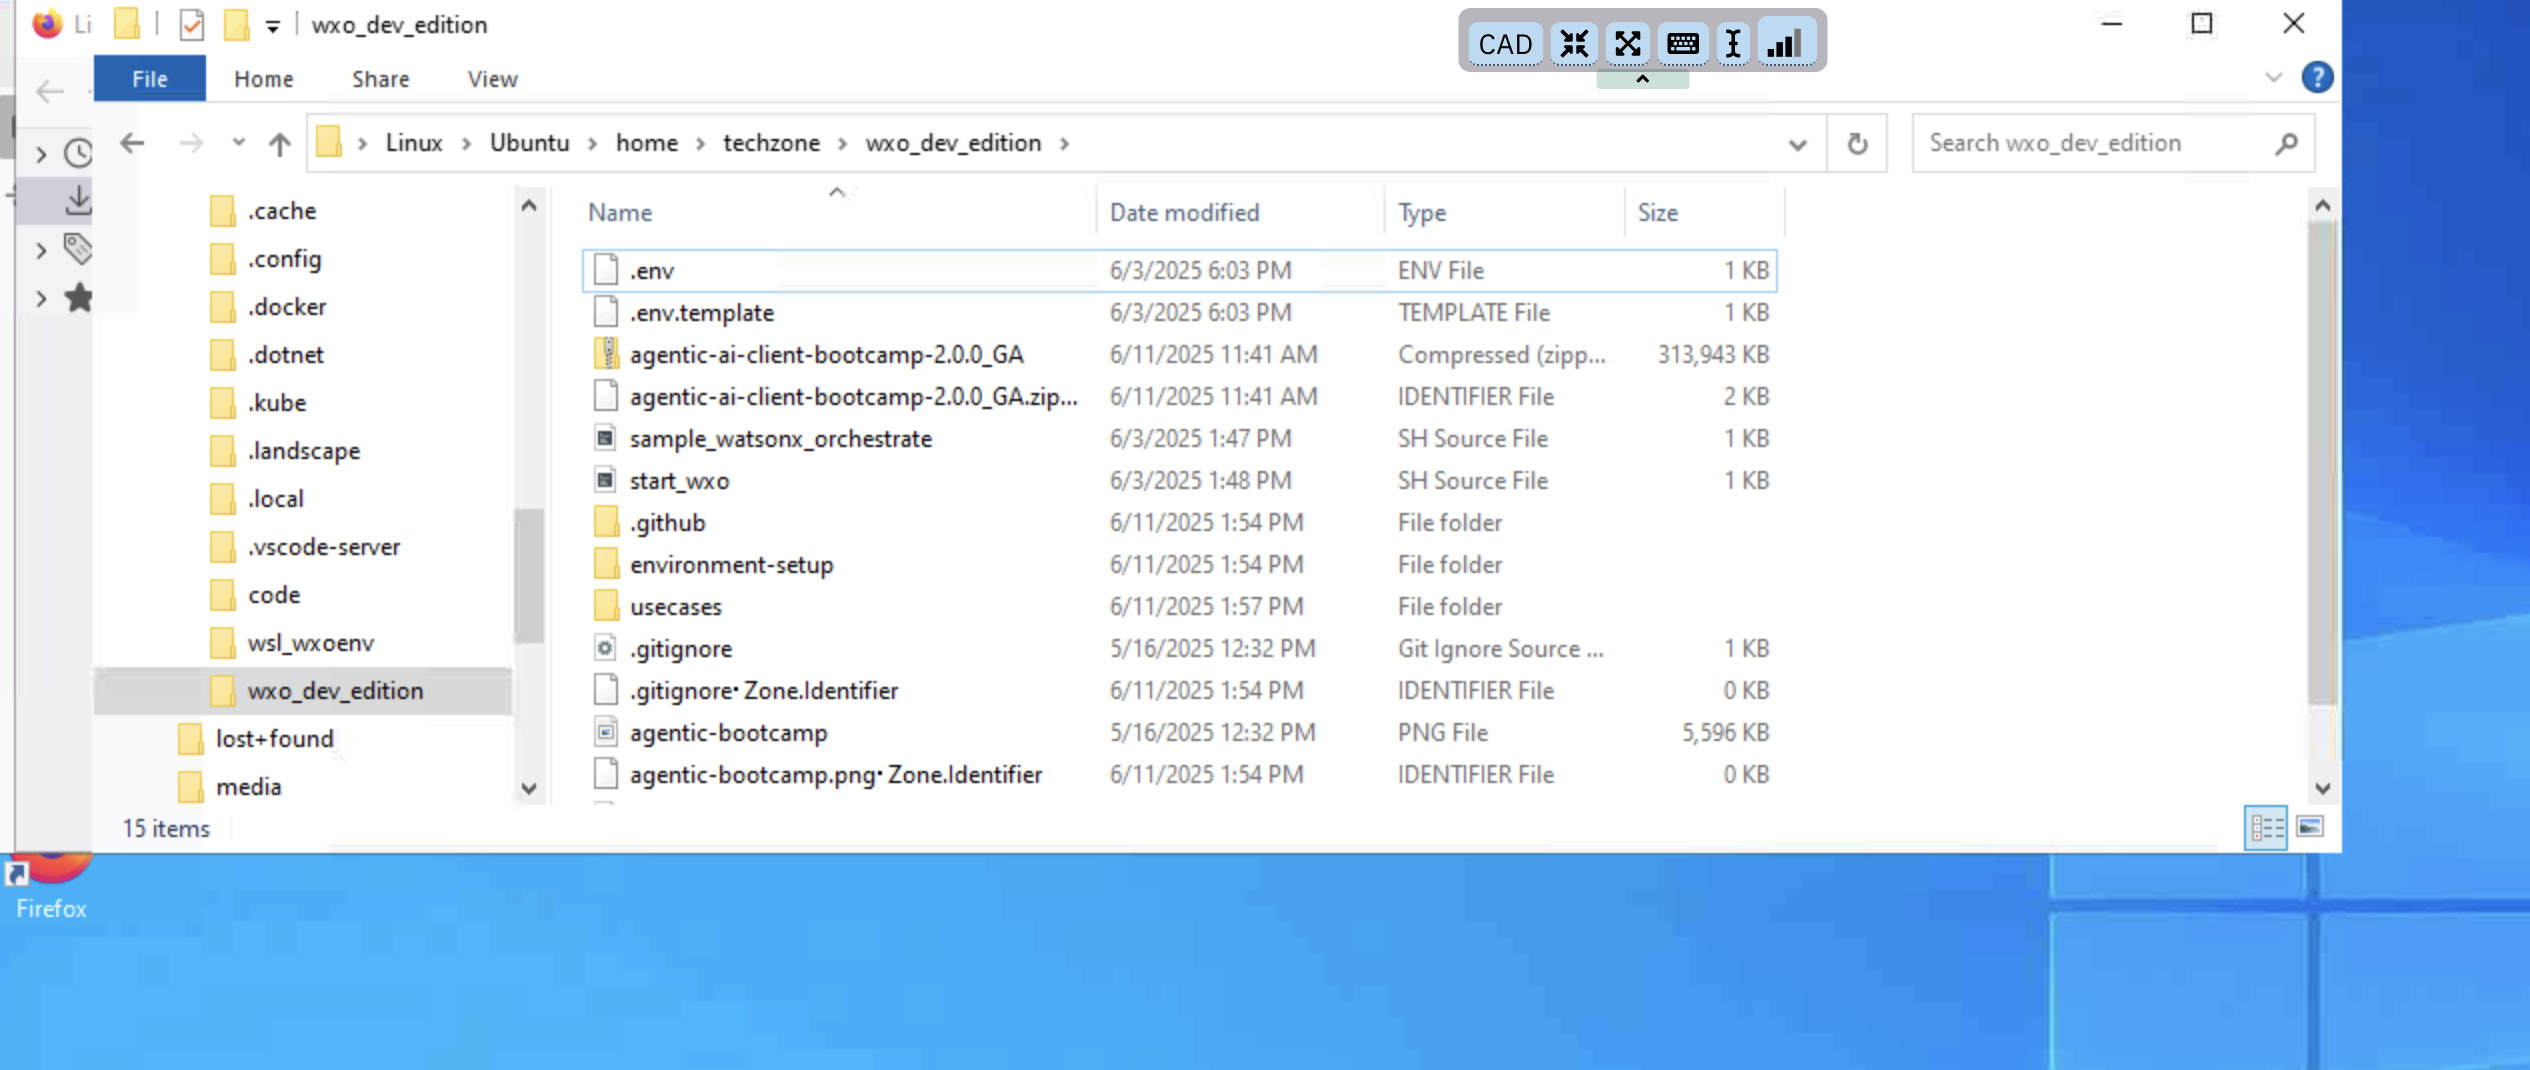 Li
wxo_dev_edition
CAD
File Home Share View
?
Linux Ubuntu home techzone wxo_dev_edition
Search wxo_dev_edition
.cache
.config
.docker
.dotnet
.kube
.landscape
.local
.vscode-server
code
wsl_wxoenv
wxo_dev_edition
lost+found
media
Name Date modified Type Size
.env 6/3/2025 6:03 PM ENV File 1 KB
.env.template 6/3/2025 6:03 PM TEMPLATE File 1 KB
agentic-ai-client-bootcamp-2.0.0_GA 6/11/2025 11:41 AM Compressed (zipp... 313,943 KB
agentic-ai-client-bootcamp-2.0.0_GA.zip... 6/11/2025 11:41 AM IDENTIFIER File 2 KB
sample_watsonx_orchestrate 6/3/2025 1:47 PM SH Source File 1 KB
start_wxo 6/3/2025 1:48 PM SH Source File 1 KB
.github 6/11/2025 1:54 PM File folder
environment-setup 6/11/2025 1:54 PM File folder
usecases 6/11/2025 1:57 PM File folder
.gitignore 5/16/2025 12:32 PM Git Ignore Source ... 1 KB
.gitignore·Zone.Identifier 6/11/2025 1:54 PM IDENTIFIER File 0 KB
agentic-bootcamp 5/16/2025 12:32 PM PNG File 5,596 KB
agentic-bootcamp.png·Zone.Identifier 6/11/2025 1:54 PM IDENTIFIER File 0 KB
15 items
Firefox